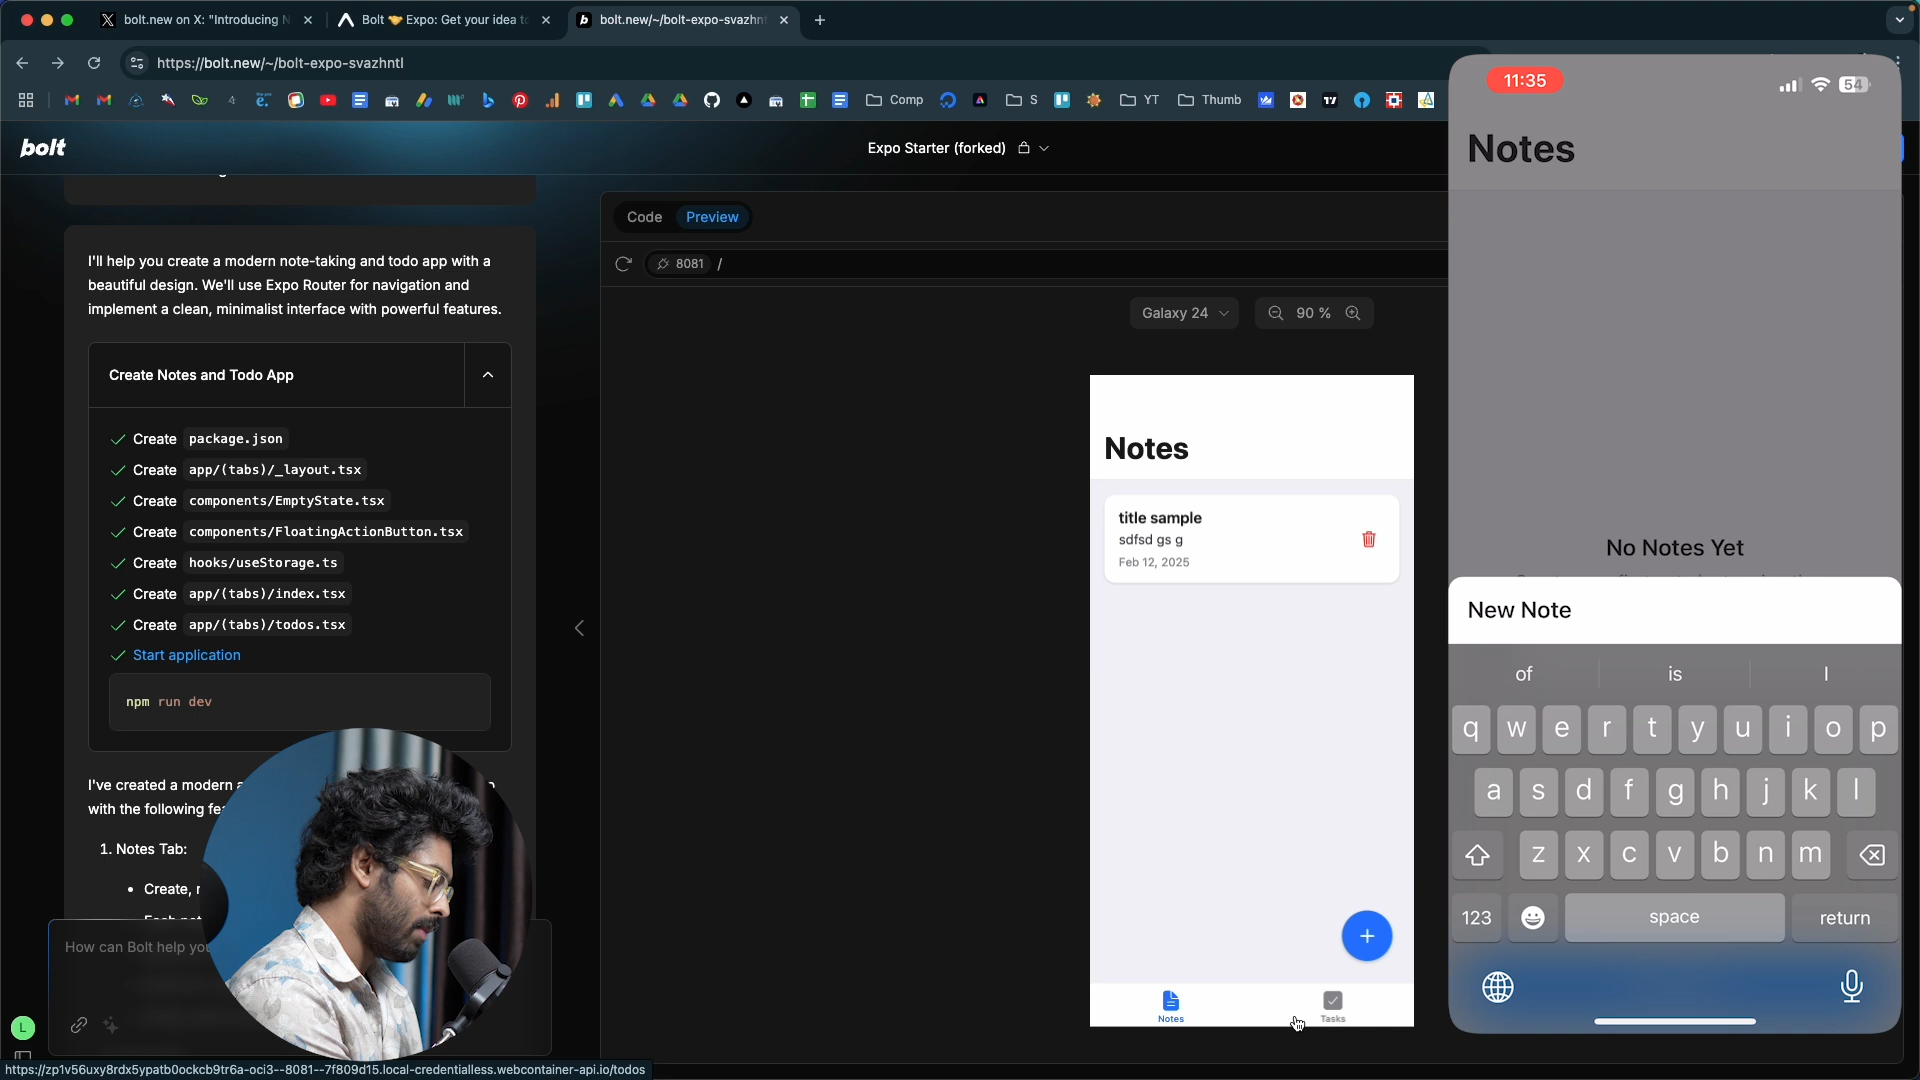 bolt.new on X: "Introducing N
Bolt 🤝 Expo: Get your idea to
bolt.new/~/bolt-expo-svazhnt
https://bolt.new/~/bolt-expo-svazhntl
Comp
S
YT
Thumb
bolt
Expo Starter (forked)
I'll help you create a modern note-taking and todo app with a
beautiful design. We'll use Expo Router for navigation and
implement a clean, minimalist interface with powerful features.
Create Notes and Todo App
Create package.json
Create app/(tabs)/_layout.tsx
Create components/EmptyState.tsx
Create components/FloatingActionButton.tsx
Create hooks/useStorage.ts
Create app/(tabs)/index.tsx
Create app/(tabs)/todos.tsx
Start application
npm run dev
I've created a modern
with the following
1. Notes Tab:
• Create,
How can Bolt help
L
https://zp1v56uxy8rdx5ypatb0ockcb9tr6a-oci3--8081--7f809d15.local-credentialless.webcontainer-api.io/todos
Code Preview
8081 /
Galaxy 24
90 %
Notes
title sample
sdfsd gs g
Feb 12, 2025
+
Notes
Tasks
11:35
54
Notes
No Notes Yet
New Note
of is I
q w e r t y u i o p
a s d f g h j k l
z x c v b n m
123 space return